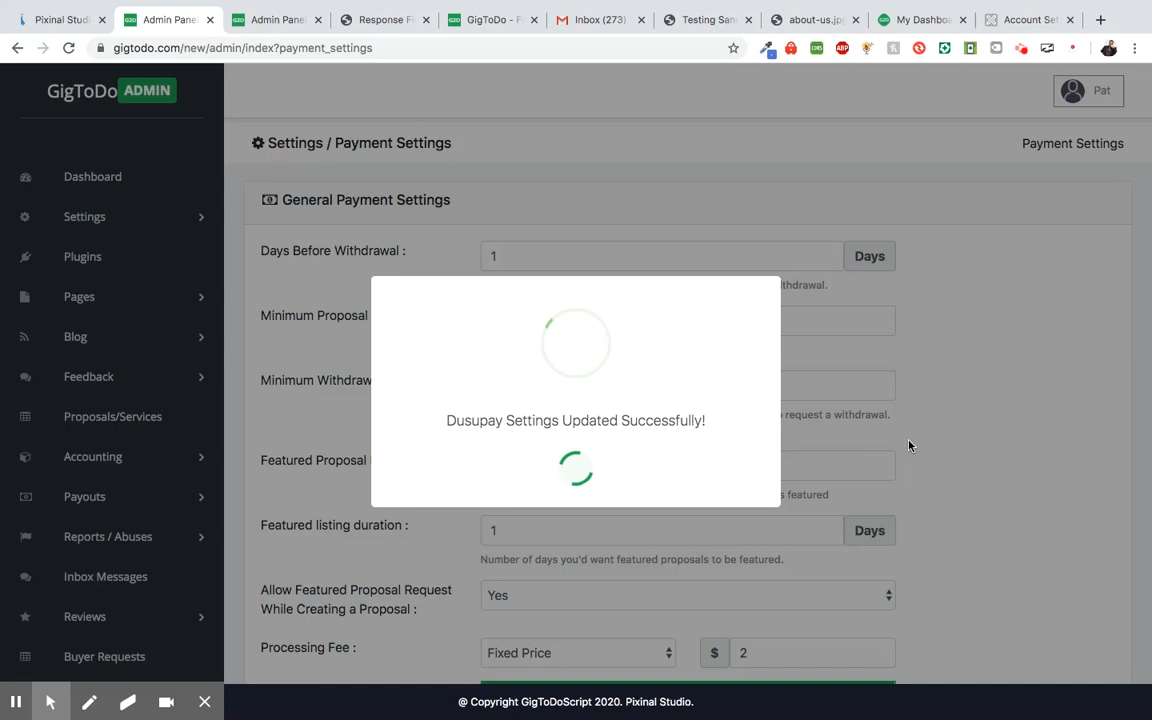 Pixinal Studi
Admin Pane
Admin Panel
Response Fi
GigToDo - F
Inbox (273)
Testing San
about-us.jp
My Dashbo
Account Set
gigtodo.com/new/admin/index?payment_settings
GigToDo ADMIN
Pat
Settings / Payment Settings
Payment Settings
Dashboard
Settings
Plugins
Pages
Blog
Feedback
Proposals/Services
Accounting
Payouts
Reports / Abuses
Inbox Messages
Reviews
Buyer Requests
General Payment Settings
Days Before Withdrawal :
1
Days
ithdrawal.
Minimum Proposal
Minimum Withdraw
request a withdrawal.
Dusupay Settings Updated Successfully!
Featured Proposal
s featured
Featured listing duration :
1
Days
Number of days you'd want featured proposals to be featured.
Allow Featured Proposal Request
While Creating a Proposal :
Yes
Processing Fee :
Fixed Price
$
2
@ Copyright GigToDoScript 2020. Pixinal Studio.